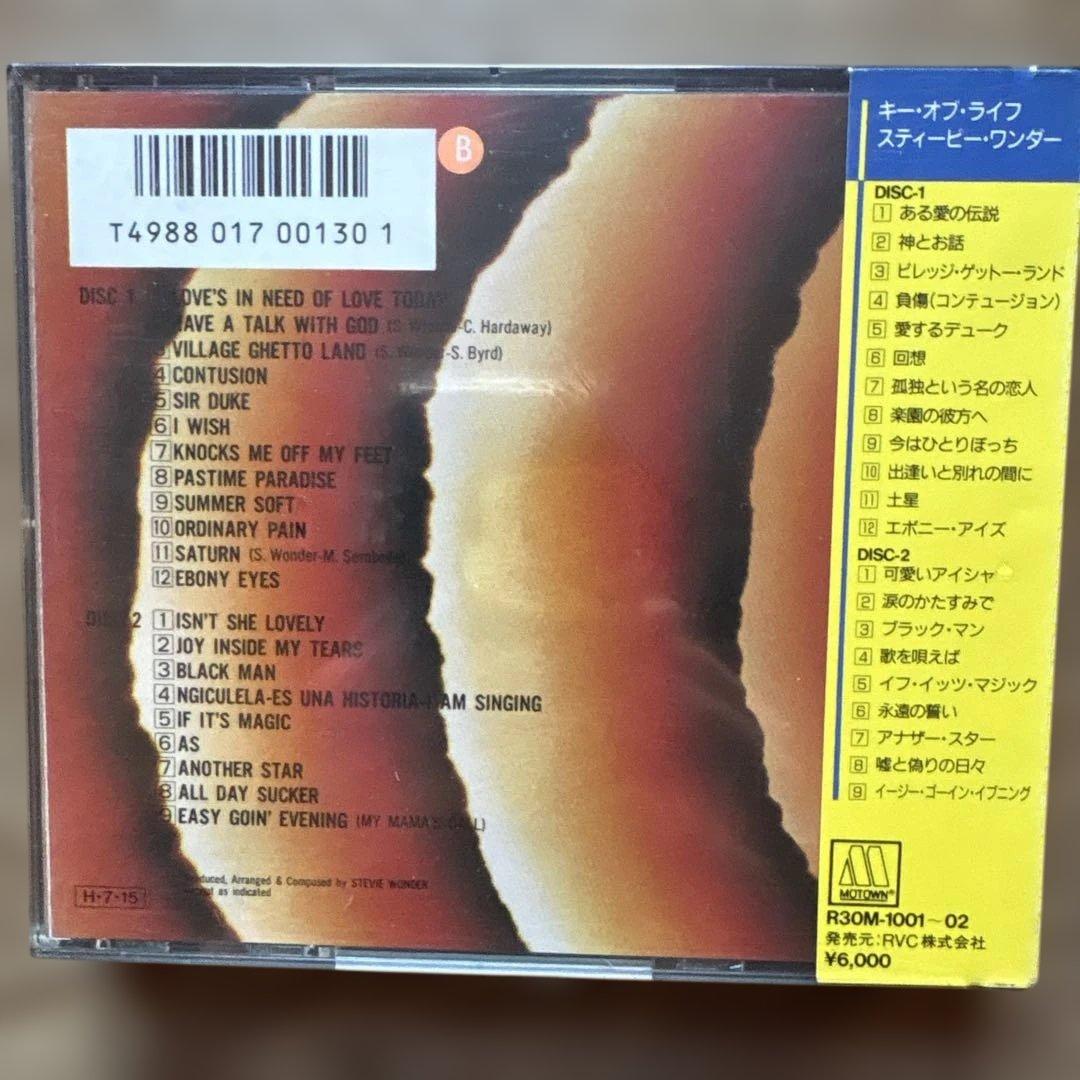 T4988 017 00130 1
B
DISC 1 LOVE'S IN NEED OF LOVE TODAY
HAVE A TALK WITH GOD (S. Wonder-C. Hardaway)
3 VILLAGE GHETTO LAND (S. Wonder-S. Byrd)
4 CONTUSION
5 SIR DUKE
6 I WISH
7 KNOCKS ME OFF MY FEET
8 PASTIME PARADISE
9 SUMMER SOFT
10 ORDINARY PAIN
11 SATURN (S. Wonder-M. Sembello)
12 EBONY EYES
DISC 2 1 ISN'T SHE LOVELY
2 JOY INSIDE MY TEARS
3 BLACK MAN
4 NGICULELA-ES UNA HISTORIA-I AM SINGING
5 IF IT'S MAGIC
6 AS
7 ANOTHER STAR
8 ALL DAY SUCKER
9 EASY GOIN' EVENING (MY MAMA'S CALL)
Produced, Arranged & Composed by STEVIE WONDER
except as indicated
H・7・15
キー・オブ・ライフ
スティービー・ワンダー
DISC-1
1 ある愛の伝説
2 神とお話
3 ビレッジ・ゲットー・ランド
4 負傷(コンテュージョン)
5 愛するデューク
6 回想
7 孤独という名の恋人
8 楽園の彼方へ
9 今はひとりぼっち
10 出逢いと別れの間に
11 土星
12 エボニー・アイズ
DISC-2
1 可愛いアイシャ
2 涙のかたすみで
3 ブラック・マン
4 歌を唄えば
5 イフ・イッツ・マジック
6 永遠の誓い
7 アナザー・スター
8 嘘と偽りの日々
9 イージー・ゴーイン・イブニング
MOTOWN®
R30M-1001～02
発売元:RVC株式会社
¥6,000